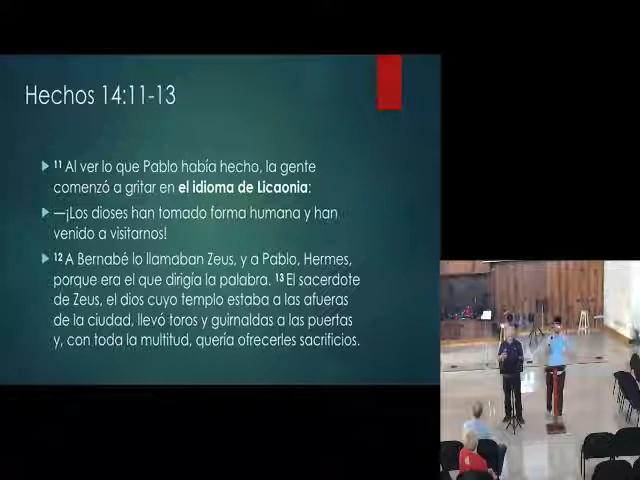 Hechos 14:11-13
11 Al ver lo que Pablo había hecho, la gente
comenzó a gritar en el idioma de Licaonia:
—¡Los dioses han tomado forma humana y han
venido a visitarnos!
12 A Bernabé lo llamaban Zeus, y a Pablo, Hermes,
porque era el que dirigía la palabra. 13 El sacerdote
de Zeus, el dios cuyo templo estaba a las afueras
de la ciudad, llevó toros y guirnaldas a las puertas
y, con toda la multitud, quería ofrecerles sacrificios.